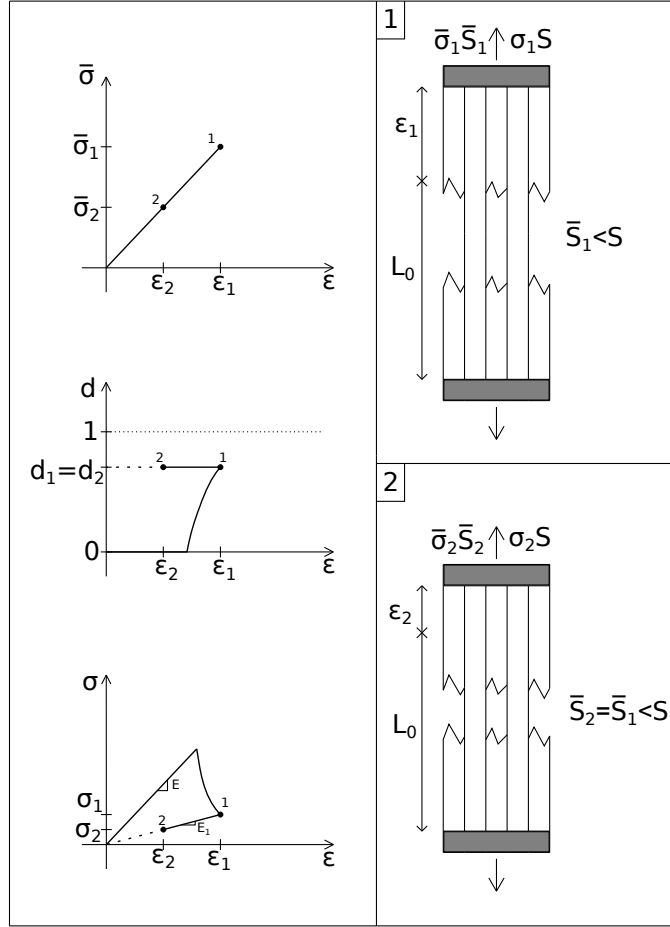 σ̅
σ̅₁
1
σ̅₂
2
ε₂
ε₁
ε
d
1
d₁=d₂
2
1
0
ε₂
ε₁
ε
σ
E
σ₁
1
σ₂
2
E₁
ε₂
ε₁
ε
1
σ̅₁S̅₁
σ₁S
ε₁
S̅₁<S
L₀
2
σ̅₂S̅₂
σ₂S
ε₂
S̅₂=S̅₁<S
L₀